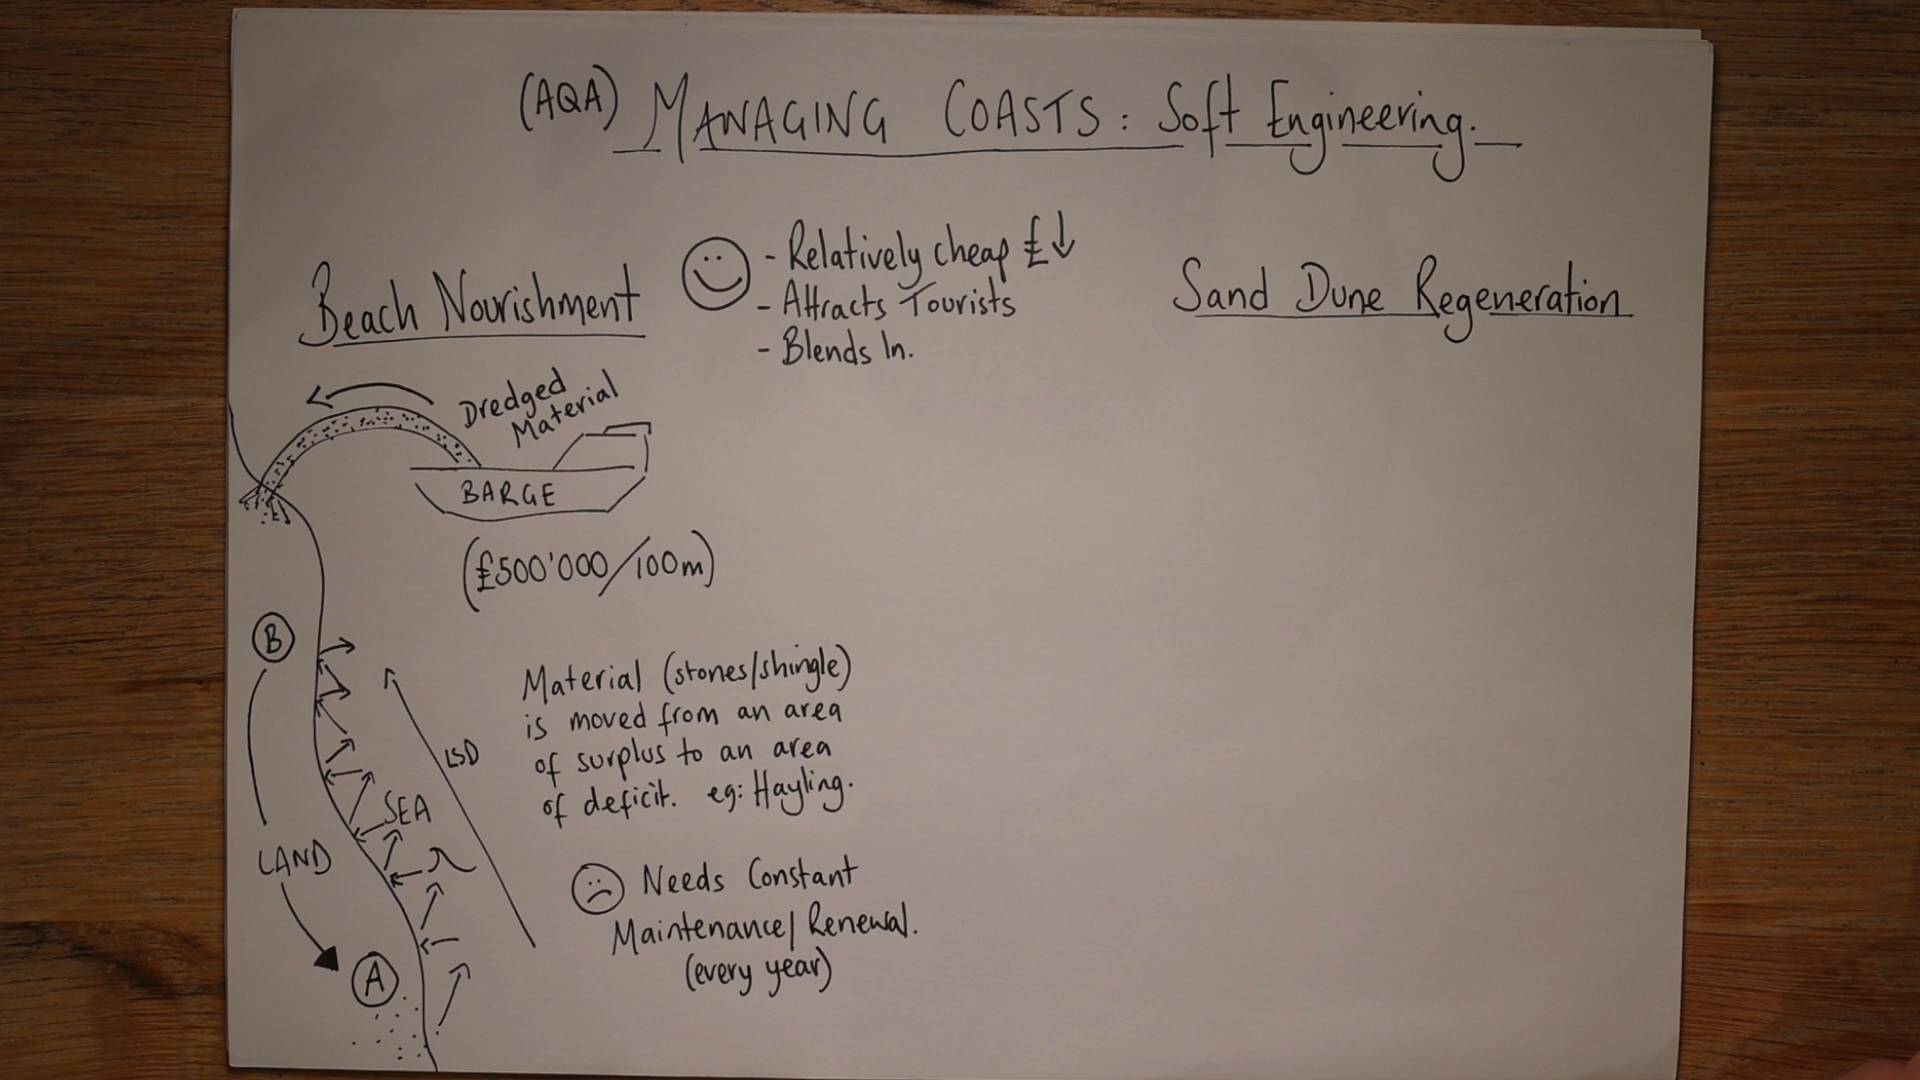 (AQA) MANAGING COASTS: Soft Engineering.
Beach Nourishment
- Relatively cheap £↓
- Attracts Tourists
- Blends In.
Sand Dune Regeneration
Dredged
Material
BARGE
(£500'000/100m)
B
LSD
SEA
LAND
A
Material (stones/shingle)
is moved from an area
of surplus to an area
of deficit. eg: Hayling.
Needs Constant
Maintenance/Renewal.
(every year)